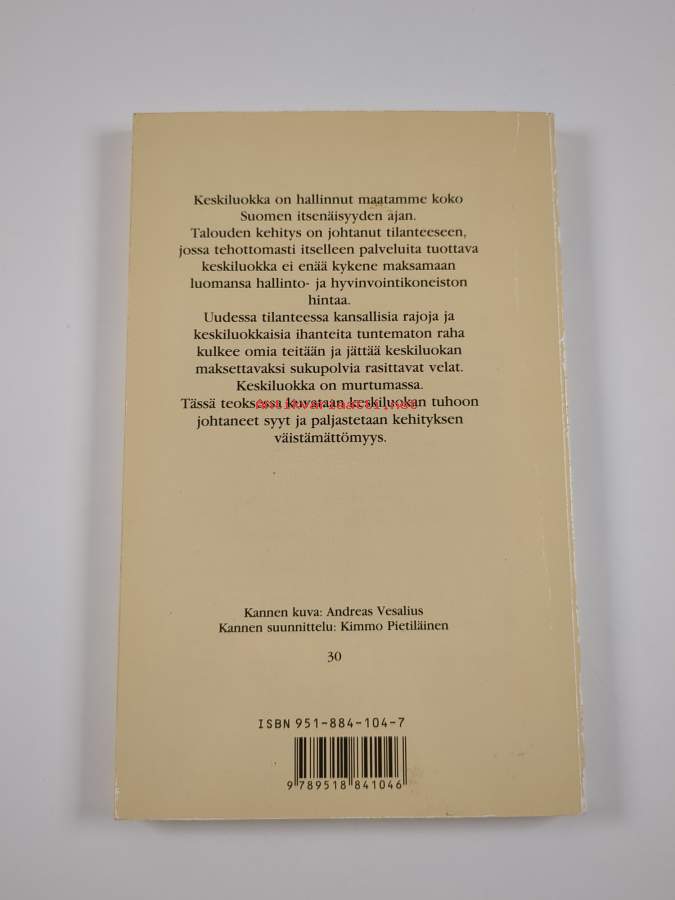 Keskiluokka on hallinnut maatamme koko
Suomen itsenäisyyden ajan.
Talouden kehitys on johtanut tilanteeseen,
jossa tehottomasti itselleen palveluita tuottava
keskiluokka ei enää kykene maksamaan
luomansa hallinto- ja hyvinvointikoneiston
hintaa.
Uudessa tilanteessa kansallisia rajoja ja
keskiluokkaisia ihanteita tuntematon raha
kulkee omia teitään ja jättää keskiluokan
maksettavaksi sukupolvia rasittavat velat.
Keskiluokka on murtumassa.
Tässä teoksessa kuvataan keskiluokan tuhoon
Antikvariaatti.net
johtaneet syyt ja paljastetaan kehityksen
väistämättömyys.
Kannen kuva: Andreas Vesalius
Kannen suunnittelu: Kimmo Pietiläinen
30
ISBN 951-884-104-7
9 789518 841046